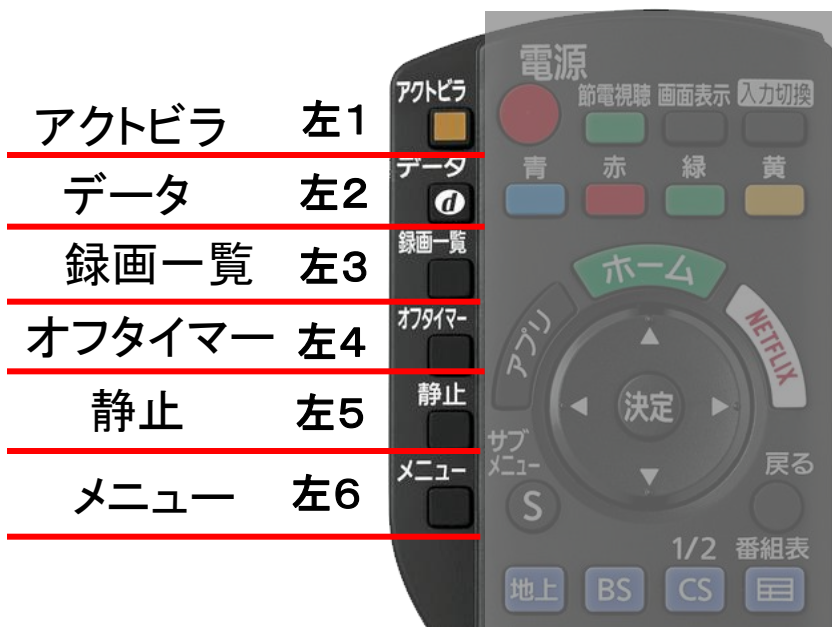 電源
アクトビラ 左1 アクトビラ
節電視聴 画面表示 入力切換
データ 左2 データ
d
青 赤 緑 黄
録画一覧 左3 録画一覧
ホーム
オフタイマー 左4 オフタイマー
アプリ
NETFLIX
静止 左5 静止
決定
サブ
メニュー
戻る
メニュー 左6 メニュー
S
1/2 番組表
地上 BS CS